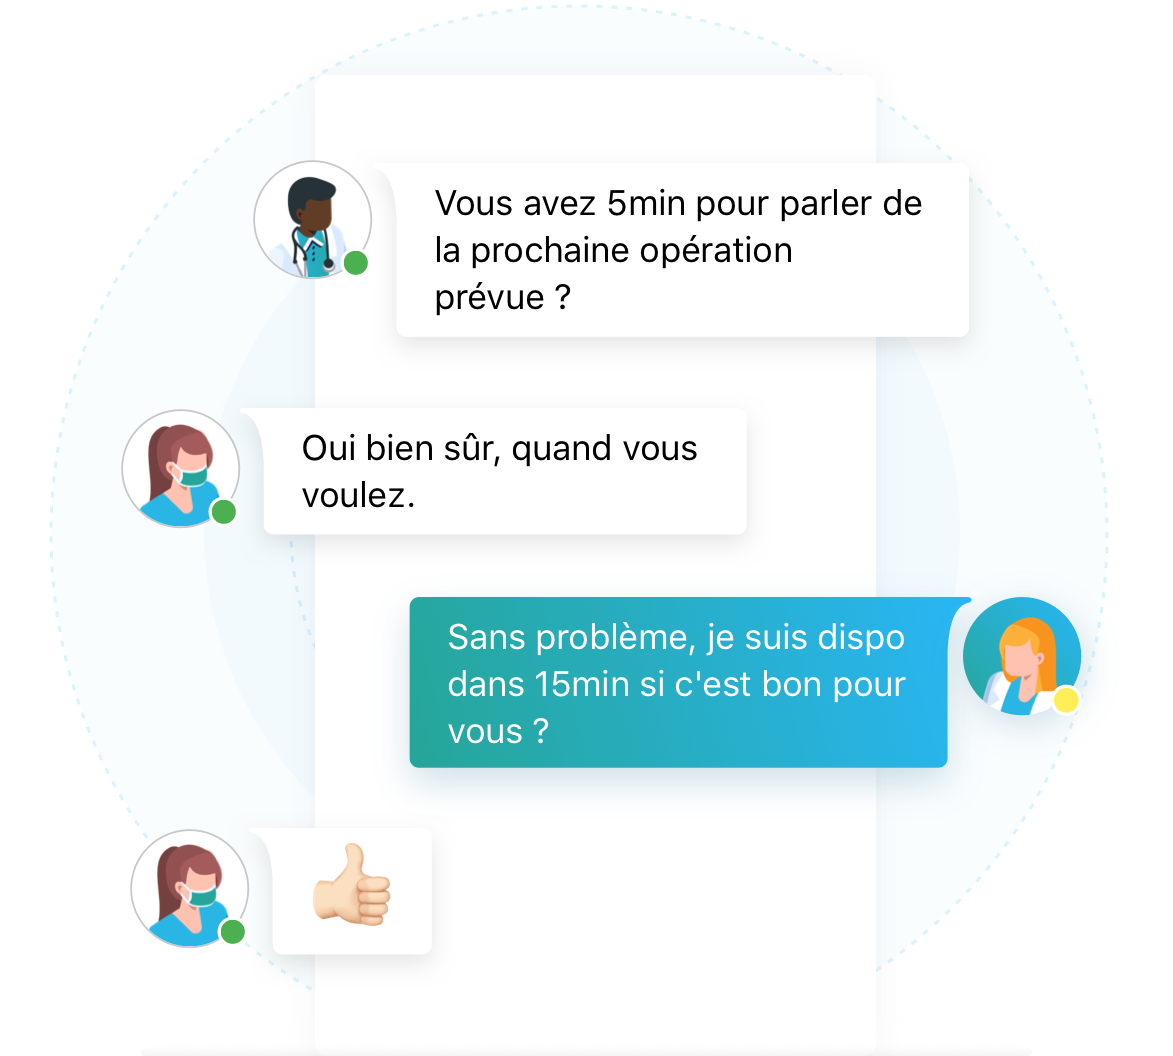 Vous avez 5min pour parler de
la prochaine opération
prévue ?
Oui bien sûr, quand vous
voulez.
Sans problème, je suis dispo
dans 15min si c'est bon pour
vous ?